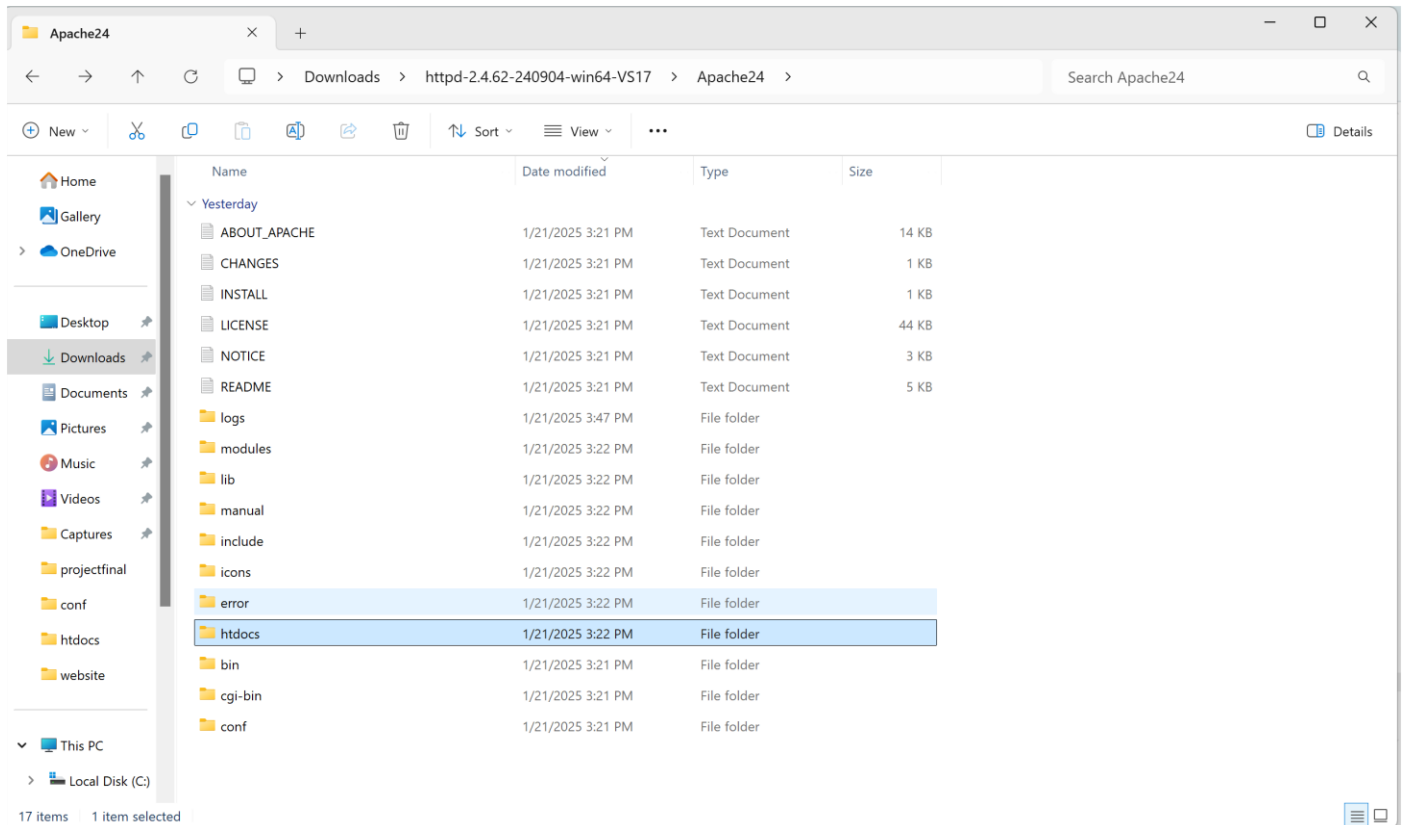 Apache24
Downloads > httpd-2.4.62-240904-win64-VS17 > Apache24 >
Search Apache24
New
Sort
View
Details
Home
Gallery
OneDrive
Desktop
Downloads
Documents
Pictures
Music
Videos
Captures
projectfinal
conf
htdocs
website
This PC
Local Disk (C:)
Name Date modified Type Size
Yesterday
ABOUT_APACHE 1/21/2025 3:21 PM Text Document 14 KB
CHANGES 1/21/2025 3:21 PM Text Document 1 KB
INSTALL 1/21/2025 3:21 PM Text Document 1 KB
LICENSE 1/21/2025 3:21 PM Text Document 44 KB
NOTICE 1/21/2025 3:21 PM Text Document 3 KB
README 1/21/2025 3:21 PM Text Document 5 KB
logs 1/21/2025 3:47 PM File folder
modules 1/21/2025 3:22 PM File folder
lib 1/21/2025 3:22 PM File folder
manual 1/21/2025 3:22 PM File folder
include 1/21/2025 3:22 PM File folder
icons 1/21/2025 3:22 PM File folder
error 1/21/2025 3:22 PM File folder
htdocs 1/21/2025 3:22 PM File folder
bin 1/21/2025 3:21 PM File folder
cgi-bin 1/21/2025 3:21 PM File folder
conf 1/21/2025 3:21 PM File folder
17 items 1 item selected